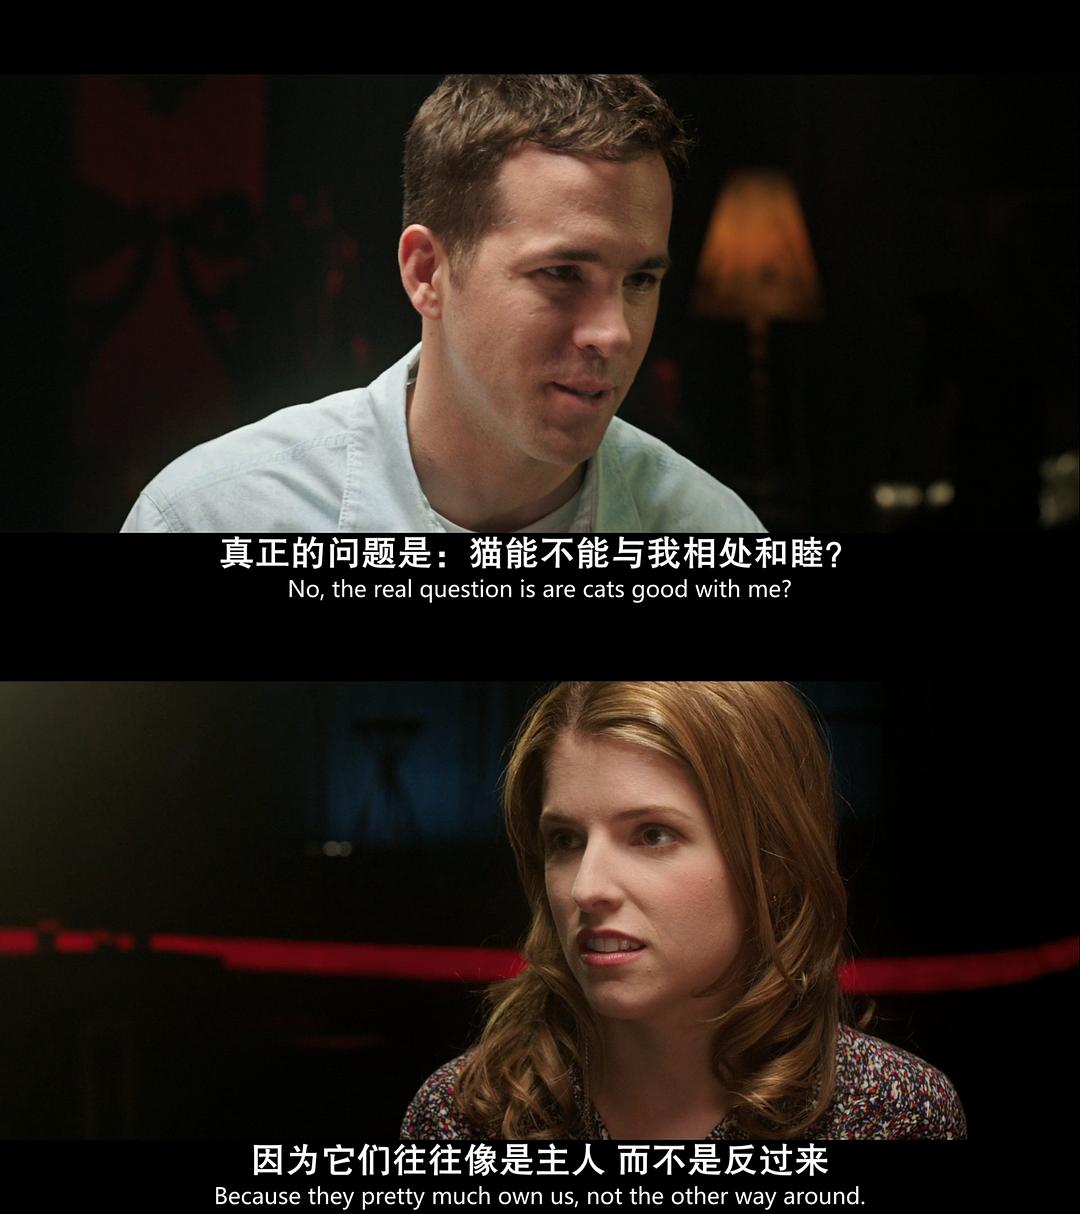 真正的问题是：猫能不能与我相处和睦?
No, the real question is are cats good with me?
因为它们往往像是主人 而不是反过来
Because they pretty much own us, not the other way around.